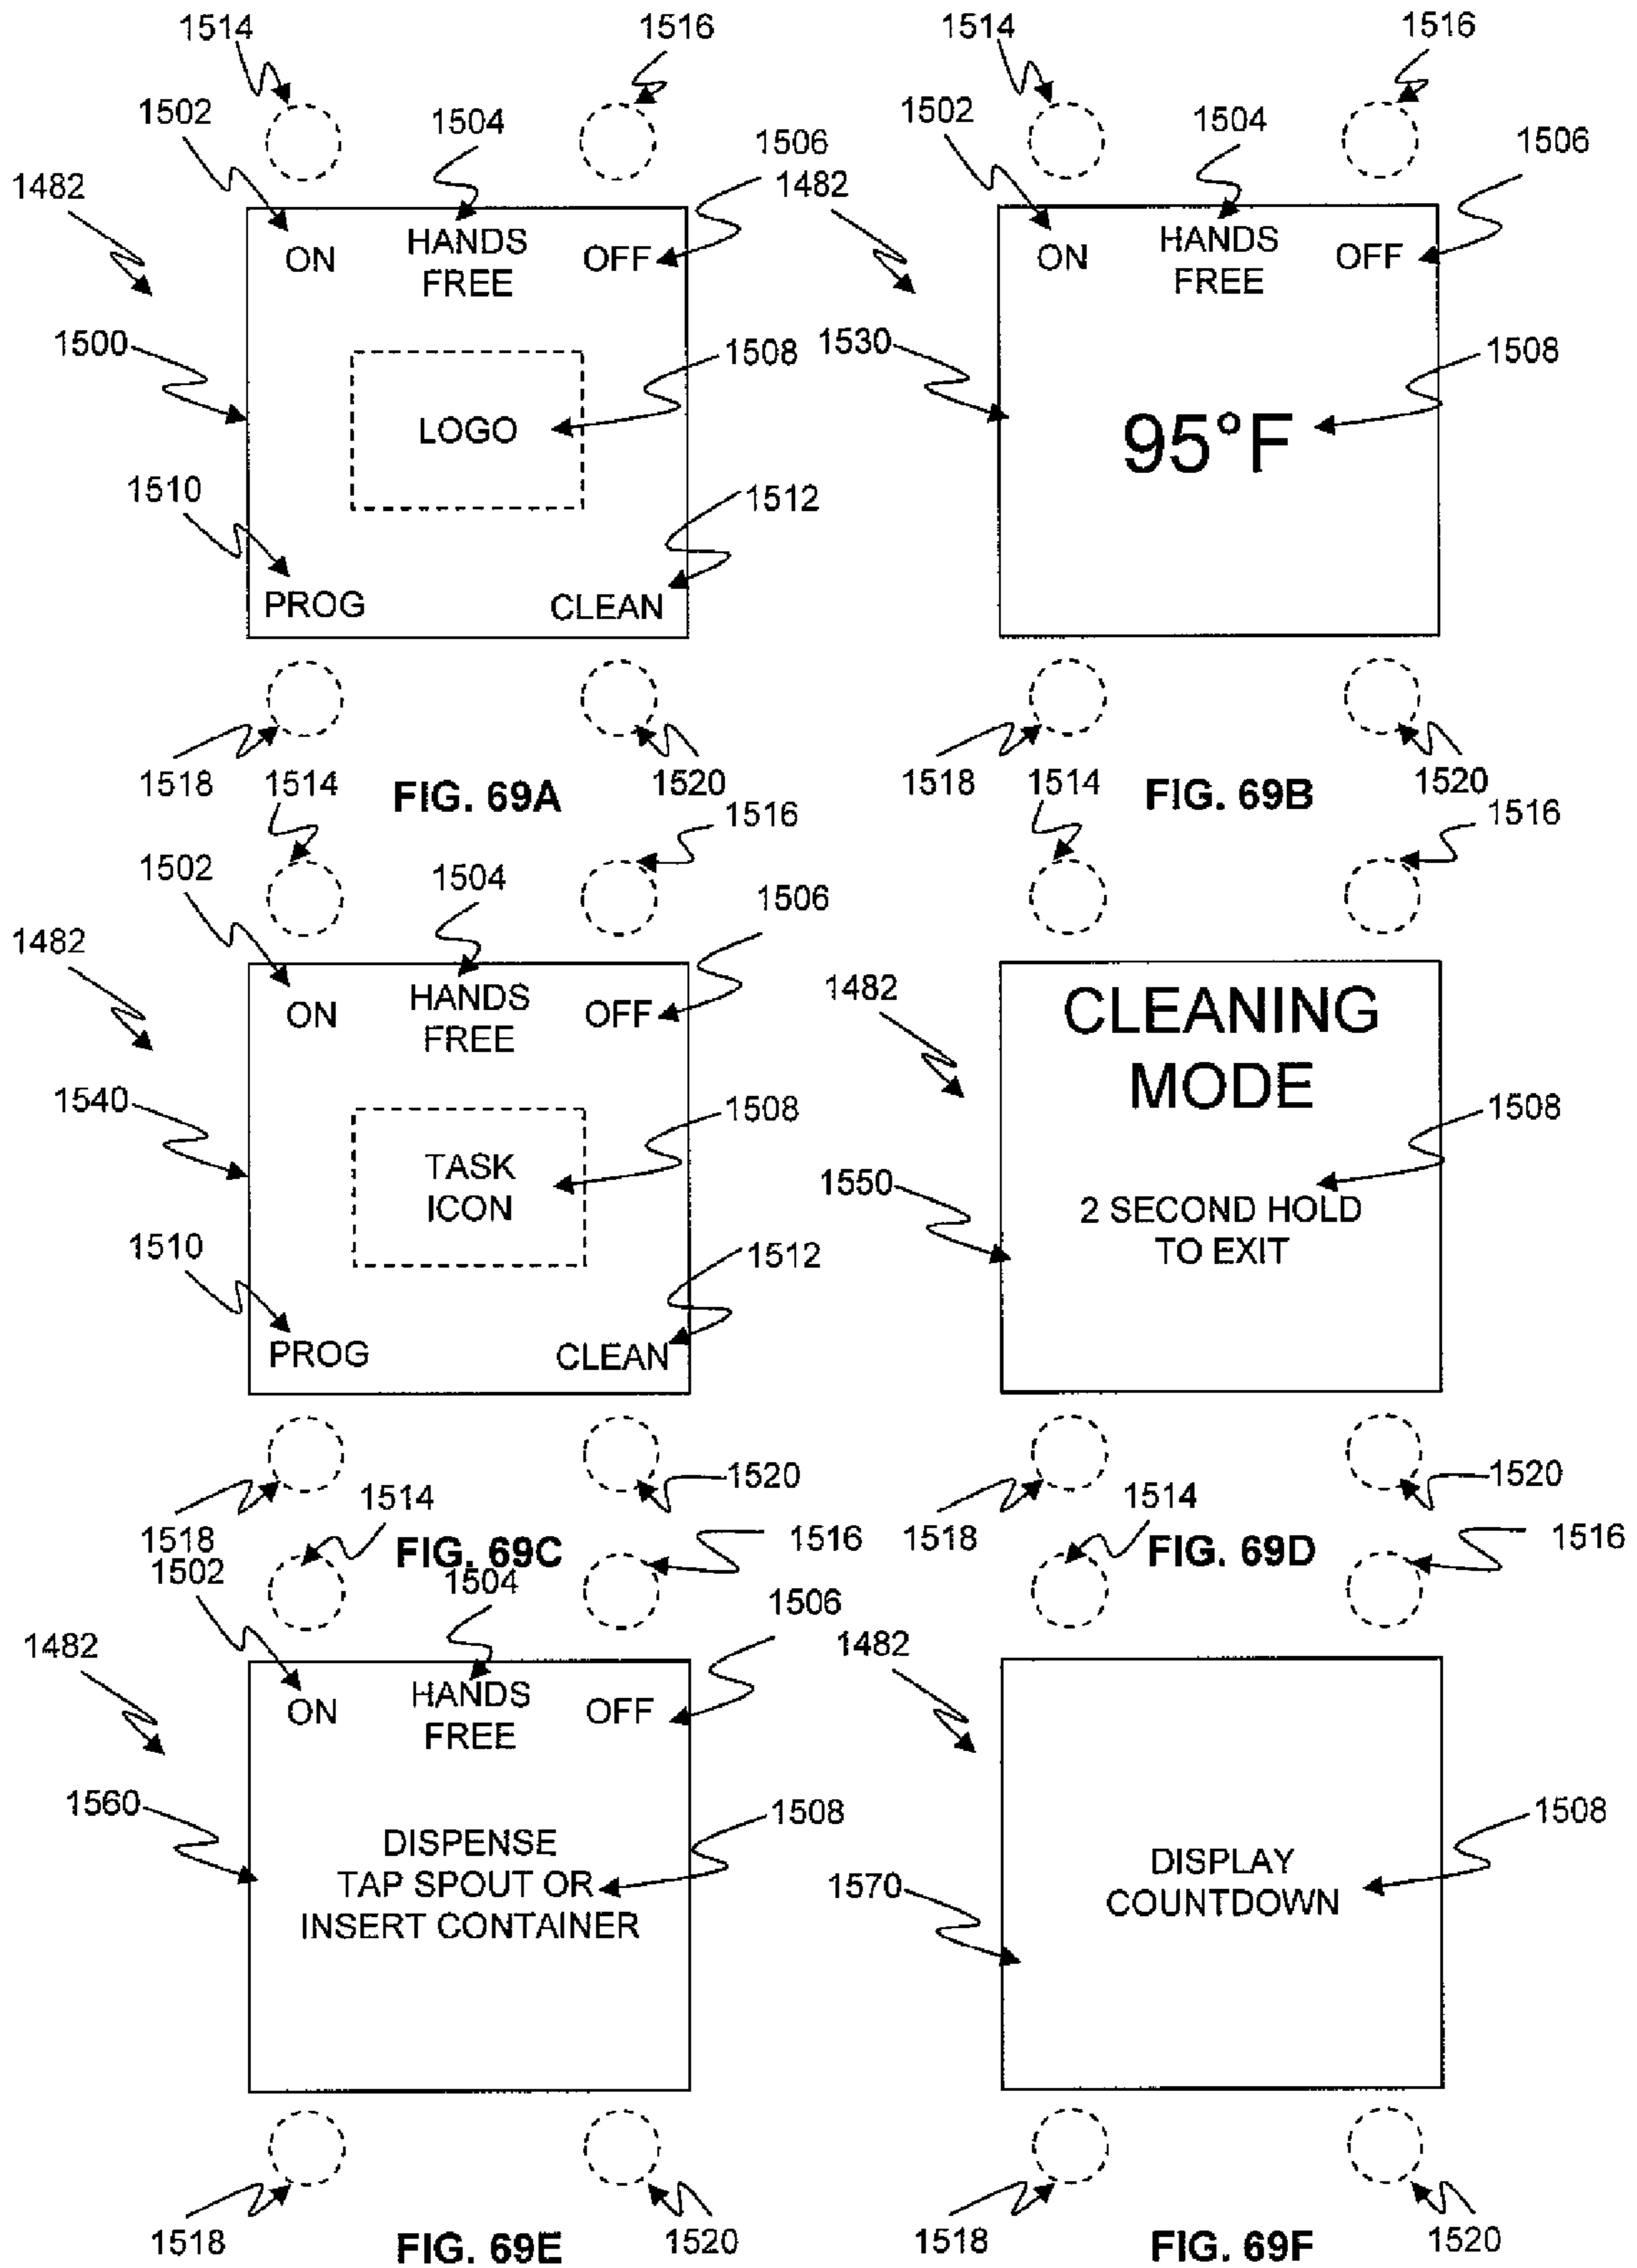 1514
1516
1502
1504
1506
1482
ON
HANDS
FREE
OFF
1500
1508
LOGO
1510
1512
PROG
CLEAN
1518
1520
FIG. 69A
1514
1516
1502
1504
1506
1482
ON
HANDS
FREE
OFF
1530
1508
95°F
1518
1520
FIG. 69B
1514
1516
1502
1504
1506
1482
ON
HANDS
FREE
OFF
1540
1508
TASK
ICON
1510
1512
PROG
CLEAN
1518
1520
FIG. 69C
1514
1516
1482
CLEANING
MODE
1508
1550
2 SECOND HOLD
TO EXIT
1518
1520
FIG. 69D
1514
1516
1502
1504
1506
1482
ON
HANDS
FREE
OFF
1560
1508
DISPENSE
TAP SPOUT OR
INSERT CONTAINER
1518
1520
FIG. 69E
1514
1516
1482
1508
DISPLAY
COUNTDOWN
1570
1518
1520
FIG. 69F